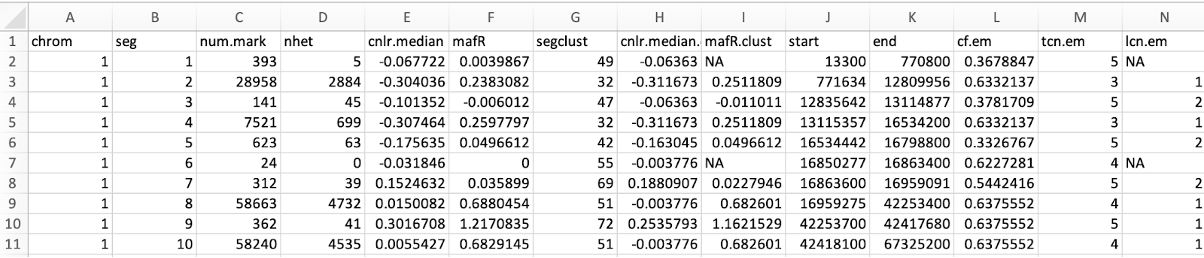 A B C D E F G H I J K L M N
1 chrom seg num.mark nhet cnlr.median mafR segclust cnlr.median. mafR.clust start end cf.em tcn.em lcn.em
2 1 1 393 5 -0.067722 0.0039867 49 -0.06363 NA 13300 770800 0.3678847 5 NA
3 1 2 28958 2884 -0.304036 0.2383082 32 -0.311673 0.2511809 771634 12809956 0.6332137 3 1
4 1 3 141 45 -0.101352 -0.006012 47 -0.06363 -0.011011 12835642 13114877 0.3781709 5 2
5 1 4 7521 699 -0.307464 0.2597797 32 -0.311673 0.2511809 13115357 16534200 0.6332137 3 1
6 1 5 623 63 -0.175635 0.0496612 42 -0.163045 0.0496612 16534442 16798800 0.3326767 5 2
7 1 6 24 0 -0.031846 0 55 -0.003776 NA 16850277 16863400 0.6227281 4 NA
8 1 7 312 39 0.1524632 0.035899 69 0.1880907 0.0227946 16863600 16959091 0.5442416 5 2
9 1 8 58663 4732 0.0150082 0.6880454 51 -0.003776 0.682601 16959275 42253400 0.6375552 4 1
10 1 9 362 41 0.3016708 1.2170835 72 0.2535793 1.1621529 42253700 42417680 0.6375552 5 1
11 1 10 58240 4535 0.0055427 0.6829145 51 -0.003776 0.682601 42418100 67325200 0.6375552 4 1